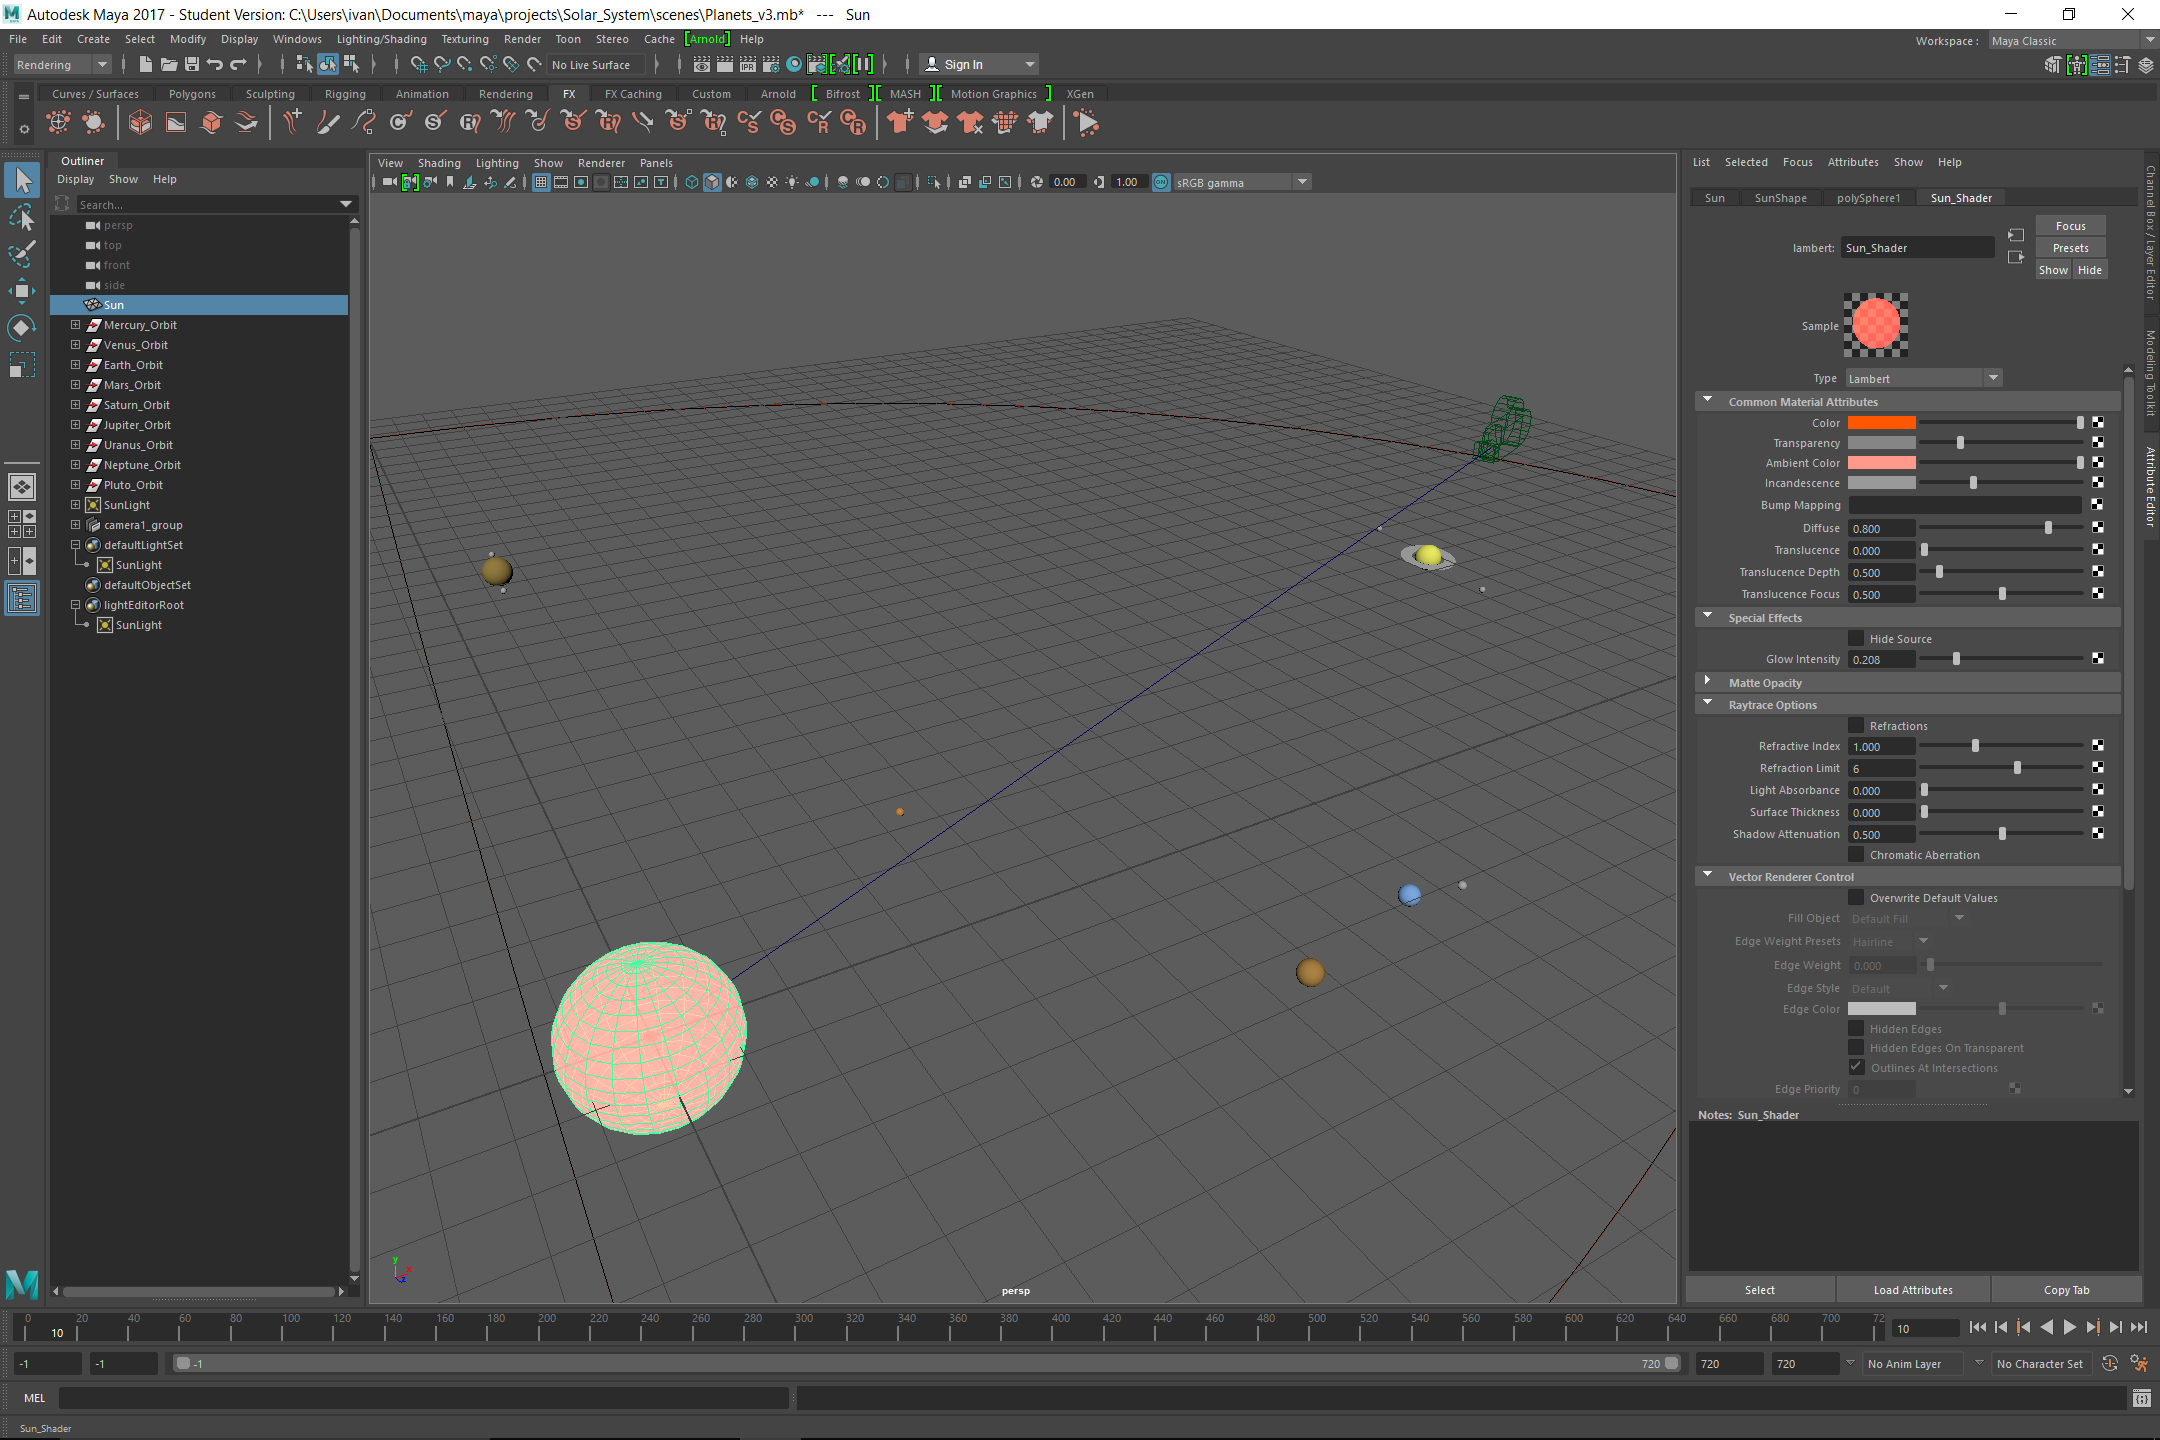 Autodesk Maya 2017 - Student Version: C:\Users\ivan\Documents\maya\projects\Solar_System\scenes\Planets_v3.mb*   ---   Sun
File Edit Create Select Modify Display Windows Lighting/Shading Texturing Render Toon Stereo Cache [Arnold] Help
Workspace : Maya Classic
Rendering No Live Surface Sign In
Curves / Surfaces Polygons Sculpting Rigging Animation Rendering FX FX Caching Custom Arnold [ Bifrost ] [ MASH ] [ Motion Graphics ] XGen
Outliner
Display Show Help
Search...
persp
top
front
side
Sun
Mercury_Orbit
Venus_Orbit
Earth_Orbit
Mars_Orbit
Saturn_Orbit
Jupiter_Orbit
Uranus_Orbit
Neptune_Orbit
Pluto_Orbit
SunLight
camera1_group
defaultLightSet
SunLight
defaultObjectSet
lightEditorRoot
SunLight
View Shading Lighting Show Renderer Panels
0.00 1.00 ON sRGB gamma
y
x
z
persp
List Selected Focus Attributes Show Help
Sun SunShape polySphere1 Sun_Shader
lambert: Sun_Shader
Focus
Presets
Show Hide
Sample
Type Lambert
Common Material Attributes
Color
Transparency
Ambient Color
Incandescence
Bump Mapping
Diffuse 0.800
Translucence 0.000
Translucence Depth 0.500
Translucence Focus 0.500
Special Effects
Hide Source
Glow Intensity 0.208
Matte Opacity
Raytrace Options
Refractions
Refractive Index 1.000
Refraction Limit 6
Light Absorbance 0.000
Surface Thickness 0.000
Shadow Attenuation 0.500
Chromatic Aberration
Vector Renderer Control
Overwrite Default Values
Fill Object Default Fill
Edge Weight Presets Hairline
Edge Weight 0.000
Edge Style Default
Edge Color
Hidden Edges
Hidden Edges On Transparent
Outlines At Intersections
Edge Priority 0
Notes: Sun_Shader
Select Load Attributes Copy Tab
Channel Box / Layer Editor
Modeling Toolkit
Attribute Editor
0 20 40 60 80 100 120 140 160 180 200 220 240 260 280 300 320 340 360 380 400 420 440 460 480 500 520 540 560 580 600 620 640 660 680 700 72
10 10
-1 -1 -1 720 720 720 No Anim Layer No Character Set
MEL
Sun_Shader